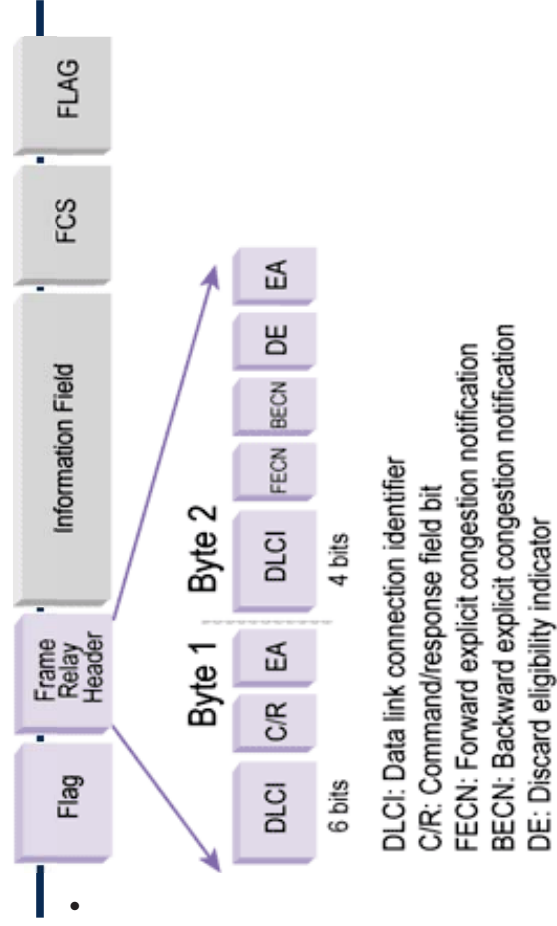 Flag
Frame
Relay
Header
Information Field
FCS
FLAG
Byte 1
Byte 2
DLCI
C/R
EA
DLCI
FECN
BECN
DE
EA
6 bits
4 bits
DLCI: Data link connection identifier
C/R: Command/response field bit
FECN: Forward explicit congestion notification
BECN: Backward explicit congestion notification
DE: Discard eligibility indicator